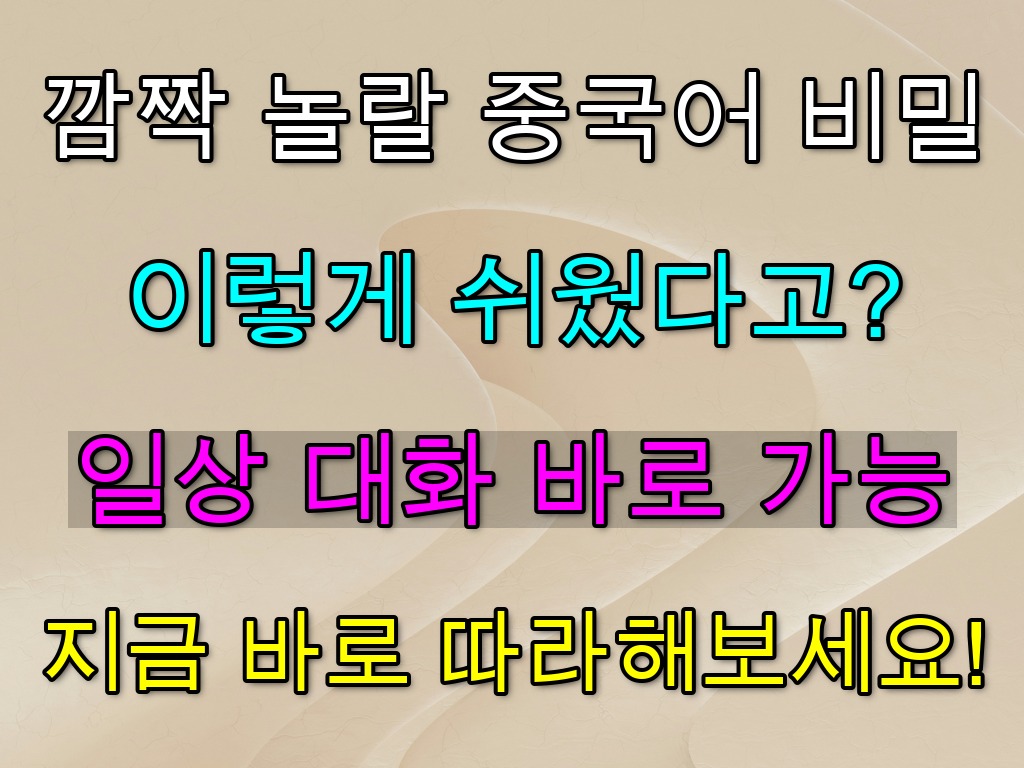 깜짝 놀랄 중국어 비밀
이렇게 쉬웠다고?
일상 대화 바로 가능
지금 바로 따라해보세요!